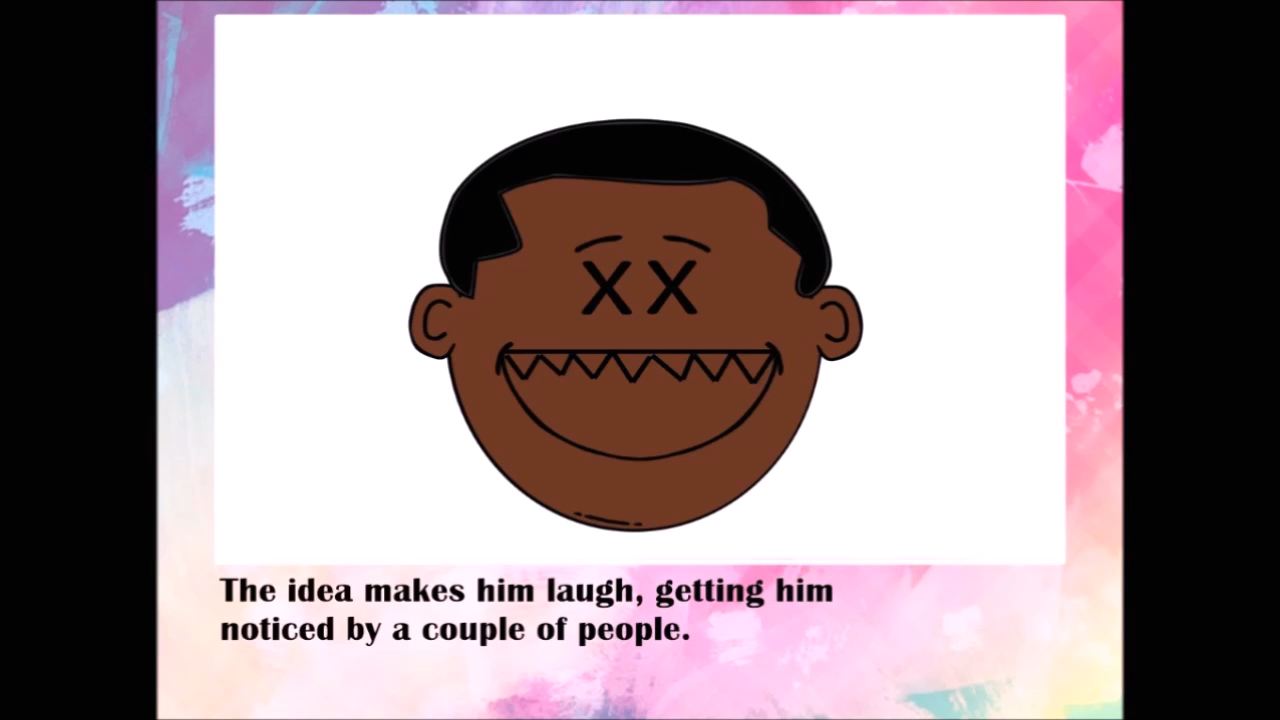 The idea makes him laugh, getting him
noticed by a couple of people.